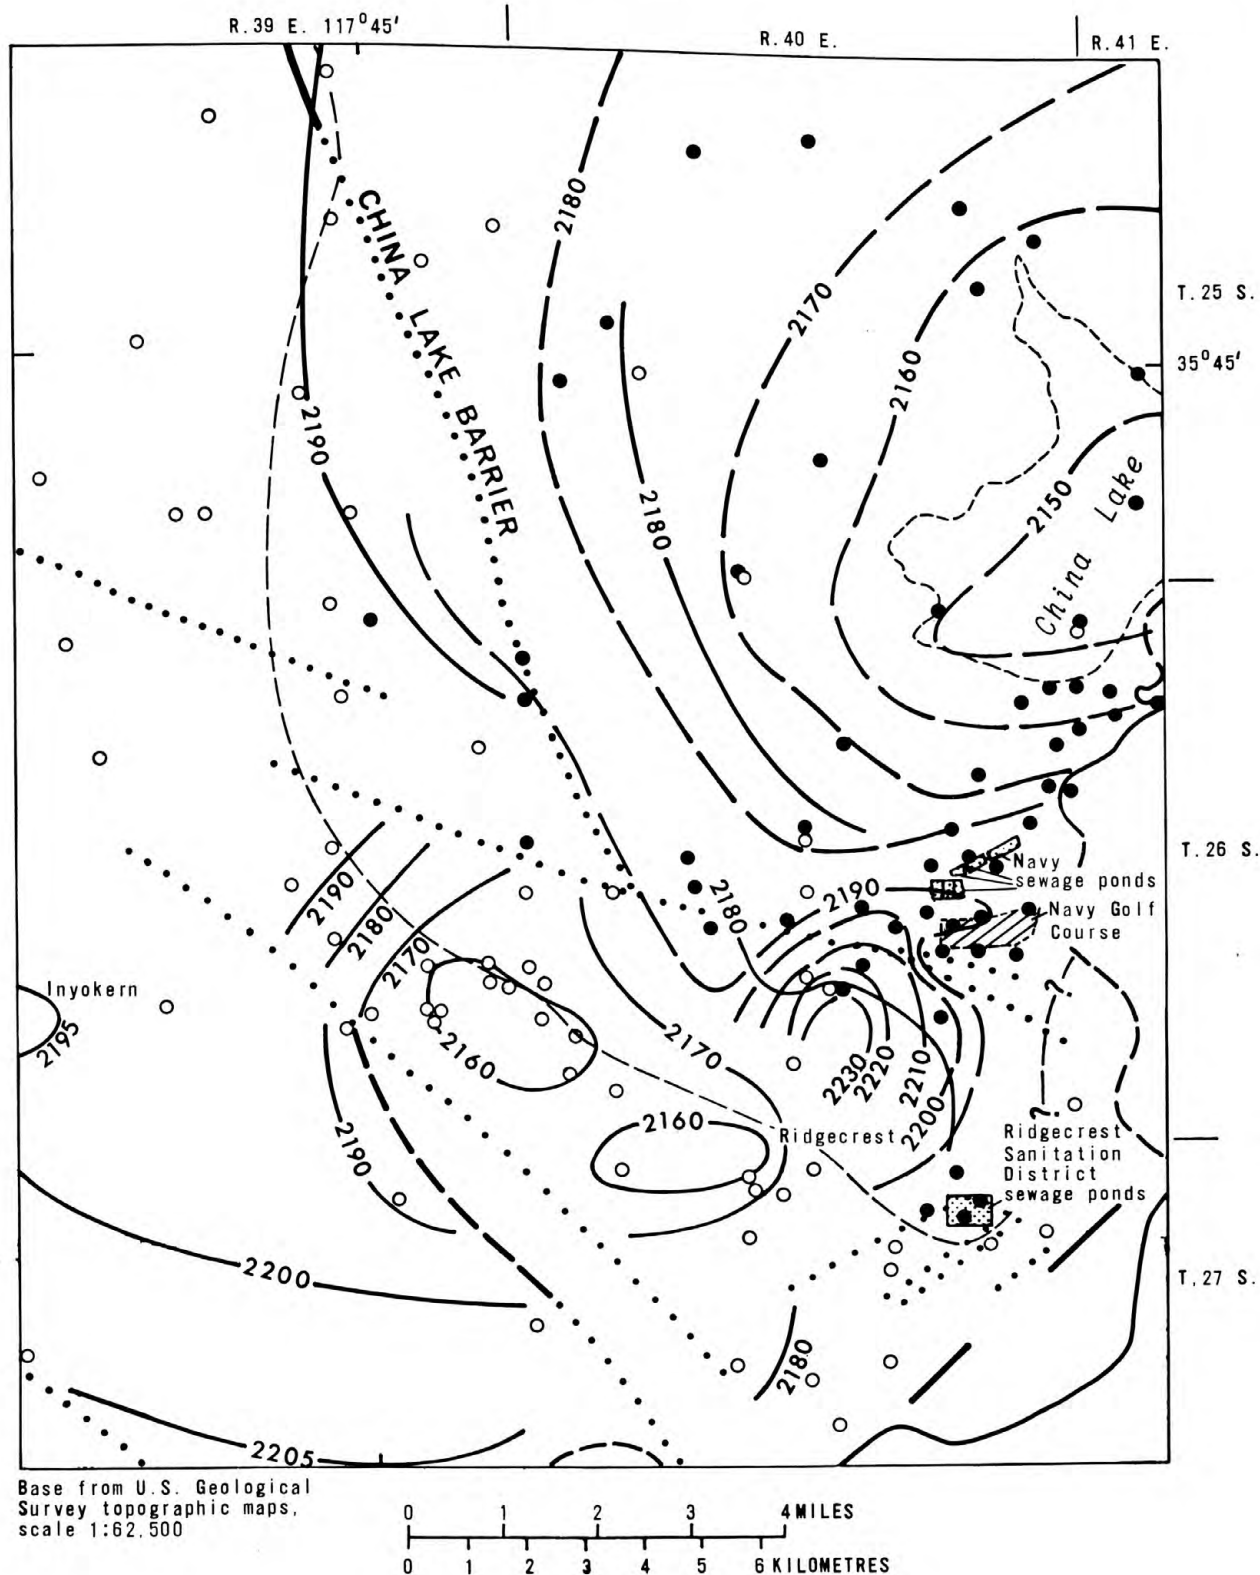 R.39 E. 117°45'
R.40 E.
R.41 E.
CHINA LAKE BARRIER
2180
2170
T.25 S.
35°45'
2160
2190
2180
2150
China Lake
T.26 S.
Navy
sewage ponds
2190
2180
Navy Golf
Course
2190
2180
2170
Inyokern
2195
2160
2170
2230
2220
2210
2200
?
?
?
2160
Ridgecrest
Ridgecrest
Sanitation
District
sewage ponds
2190
2200
T.27 S.
2180
2205
Base from U.S. Geological
Survey topographic maps,
scale 1:62,500
0 1 2 3 4 MILES
0 1 2 3 4 5 6 KILOMETRES